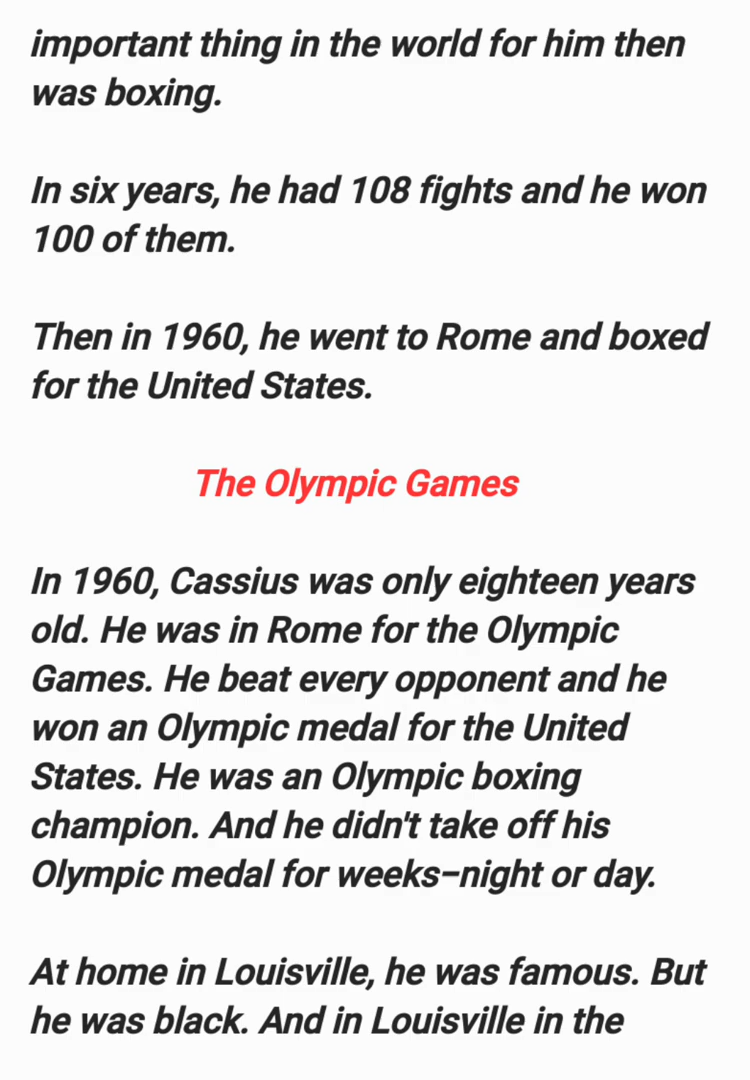 important thing in the world for him then
was boxing.
In six years, he had 108 fights and he won
100 of them.
Then in 1960, he went to Rome and boxed
for the United States.
The Olympic Games
In 1960, Cassius was only eighteen years
old. He was in Rome for the Olympic
Games. He beat every opponent and he
won an Olympic medal for the United
States. He was an Olympic boxing
champion. And he didn't take off his
Olympic medal for weeks–night or day.
At home in Louisville, he was famous. But
he was black. And in Louisville in the